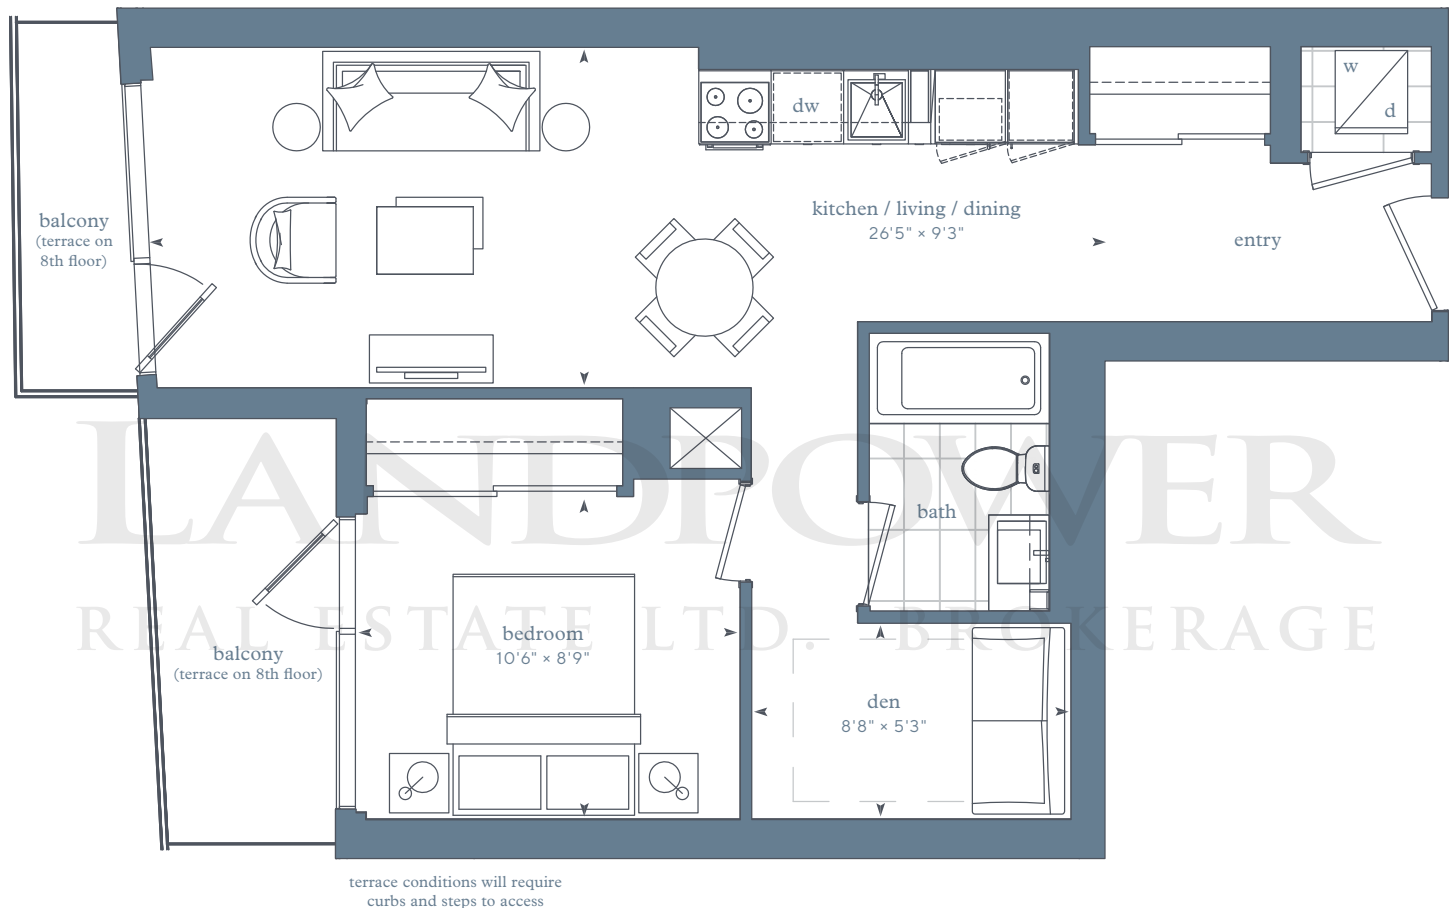 w
d
dw
kitchen / living / dining
26'5" × 9'3"
entry
balcony
(terrace on
8th floor)
LANDPOWER
REAL ESTATE LTD. BROKERAGE
bath
bedroom
10'6" × 8'9"
balcony
(terrace on 8th floor)
den
8'8" × 5'3"
terrace conditions will require
curbs and steps to access